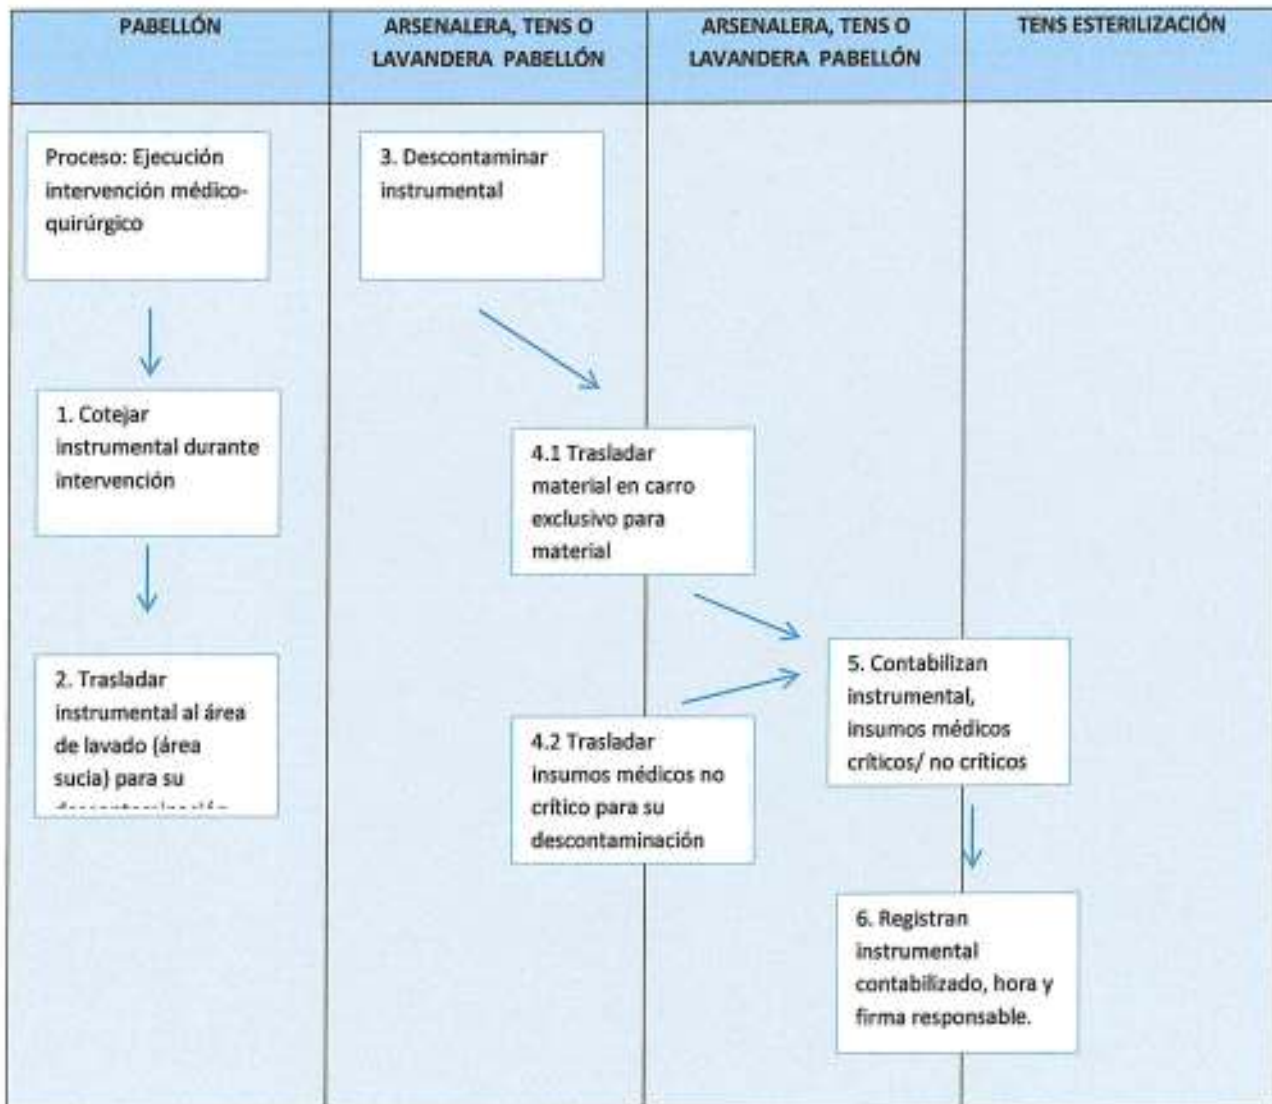 PABELLÓN
ARSENALERA, TENS O
LAVANDERA PABELLÓN
ARSENALERA, TENS O
LAVANDERA PABELLÓN
TENS ESTERILIZACIÓN
Proceso: Ejecución
intervención médico-
quirúrgico
1. Cotejar
instrumental durante
intervención
2. Trasladar
instrumental al área
de lavado (área
sucia) para su
3. Descontaminar
instrumental
4.1 Trasladar
material en carro
exclusivo para
material
4.2 Trasladar
insumos médicos no
crítico para su
descontaminación
5. Contabilizan
instrumental,
insumos médicos
críticos/ no críticos
6. Registran
instrumental
contabilizado, hora y
firma responsable.